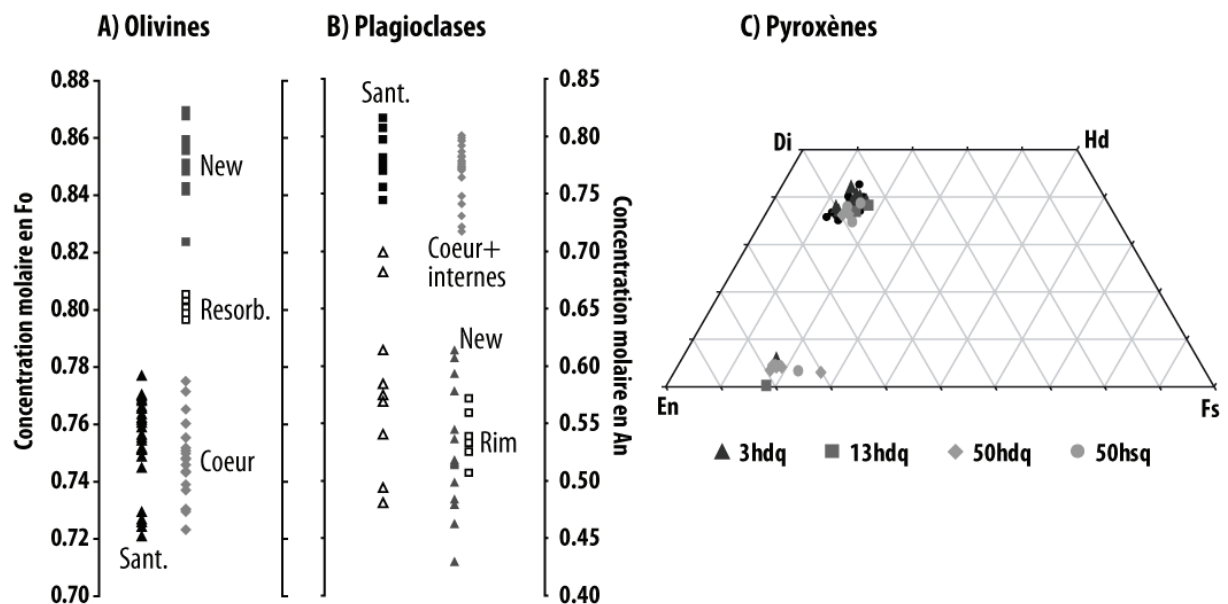 A) Olivines
B) Plagioclases
C) Pyroxènes
Concentration molaire en Fo
0.88
0.86
0.84
0.82
0.80
0.78
0.76
0.74
0.72
0.70
New
Resorb.
Coeur
Sant.
Sant.
Coeur+
internes
New
Rim
0.85
0.80
0.75
0.70
0.65
0.60
0.55
0.50
0.45
0.40
Concentration molaire en An
Di
Hd
En
Fs
3hdq
13hdq
50hdq
50hsq